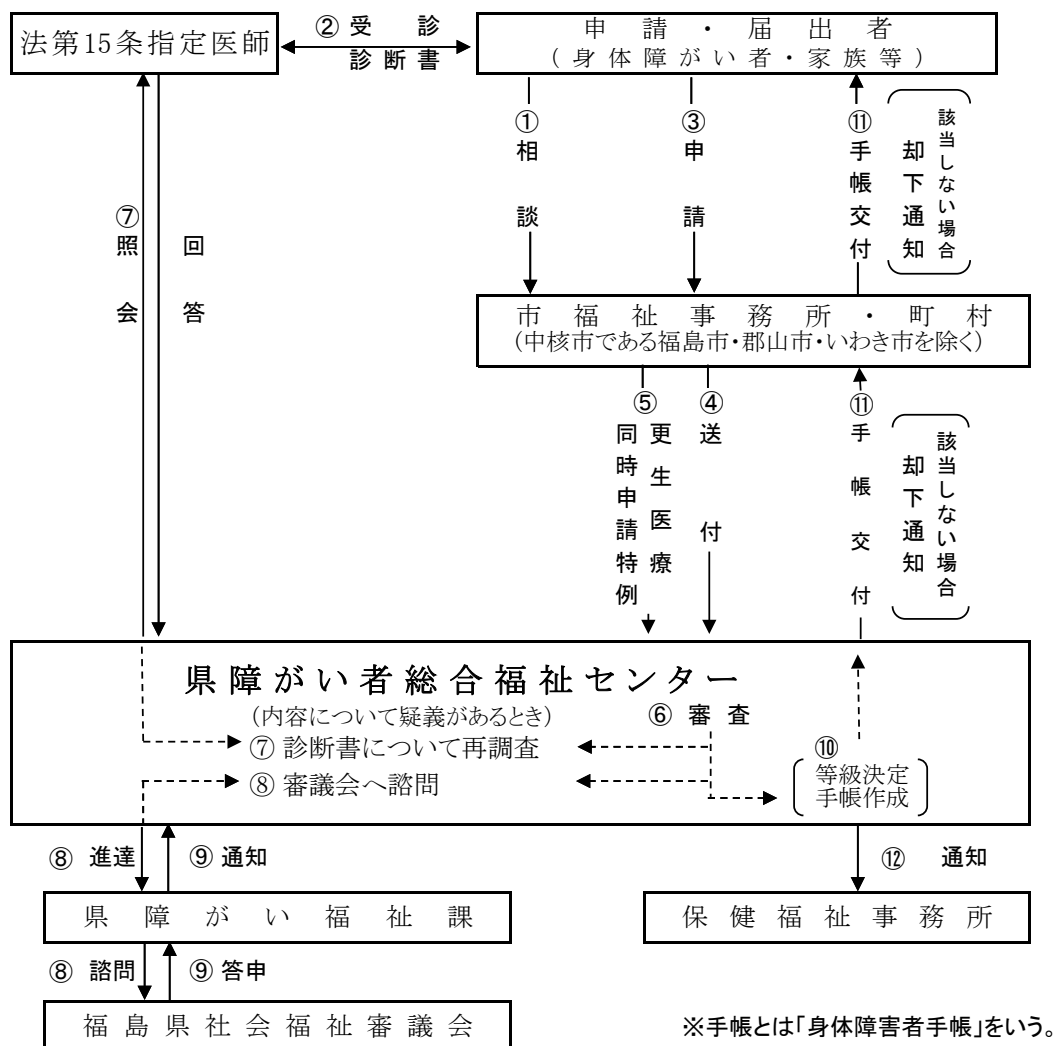 法第15条指定医師
② 受 診
診 断 書
申 請 ・ 届 出 者
( 身 体 障 が い 者 ・ 家 族 等 )
① 相 談
③ 申 請
⑪ 手 帳 交 付
該当しない場合
却下通知
⑦ 照 会
回 答
市 福 祉 事 務 所 ・ 町 村
(中核市である福島市・郡山市・いわき市を除く)
⑤ 更生医療
同時申請特例
④ 送 付
⑪ 手 帳 交 付
該当しない場合
却下通知
県障がい者総合福祉センター
(内容について疑義があるとき)
⑥ 審 査
⑦ 診断書について再調査
⑧ 審議会へ諮問
⑩
等級決定
手帳作成
⑧ 進達
⑨ 通知
⑫ 通知
県 障 が い 福 祉 課
保 健 福 祉 事 務 所
⑧ 諮問
⑨ 答申
福 島 県 社 会 福 祉 審 議 会
※手帳とは「身体障害者手帳」をいう。